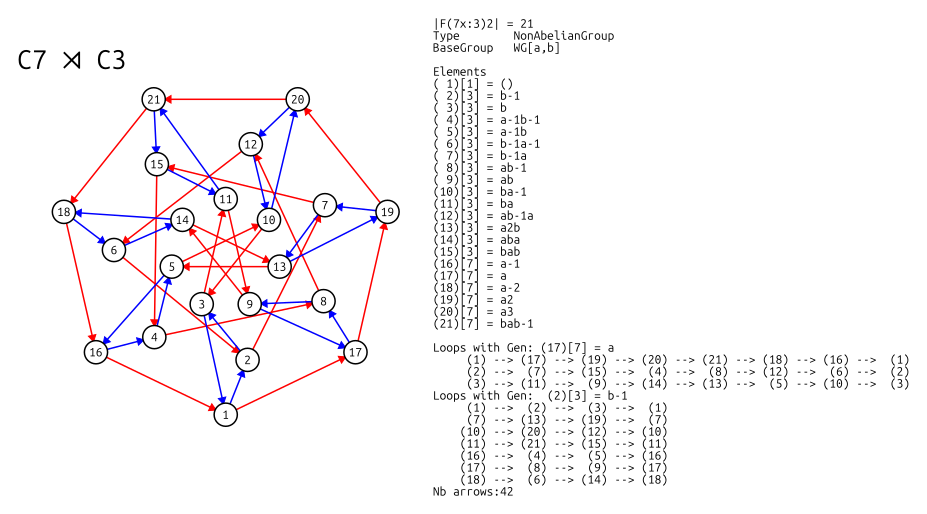 C7 ⋊ C3
21
20
12
15
11
7
18
14
10
19
6
5
13
3
9
8
4
16
2
17
1
|F(7x:3)2| = 21
Type        NonAbelianGroup
BaseGroup   WG[a,b]
Elements
( 1)[1] = ()
( 2)[3] = b-1
( 3)[3] = b
( 4)[3] = a-1b-1
( 5)[3] = a-1b
( 6)[3] = b-1a-1
( 7)[3] = b-1a
( 8)[3] = ab-1
( 9)[3] = ab
(10)[3] = ba-1
(11)[3] = ba
(12)[3] = ab-1a
(13)[3] = a2b
(14)[3] = aba
(15)[3] = bab
(16)[7] = a-1
(17)[7] = a
(18)[7] = a-2
(19)[7] = a2
(20)[7] = a3
(21)[7] = bab-1
Loops with Gen: (17)[7] = a
(1) --> (17) --> (19) --> (20) --> (21) --> (18) --> (16) -->  (1)
(2) -->  (7) --> (15) -->  (4) -->  (8) --> (12) -->  (6) -->  (2)
(3) --> (11) -->  (9) --> (14) --> (13) -->  (5) --> (10) -->  (3)
Loops with Gen:  (2)[3] = b-1
(1) -->  (2) -->  (3) -->  (1)
(7) --> (13) --> (19) -->  (7)
(10) --> (20) --> (12) --> (10)
(11) --> (21) --> (15) --> (11)
(16) -->  (4) -->  (5) --> (16)
(17) -->  (8) -->  (9) --> (17)
(18) -->  (6) --> (14) --> (18)
Nb arrows:42